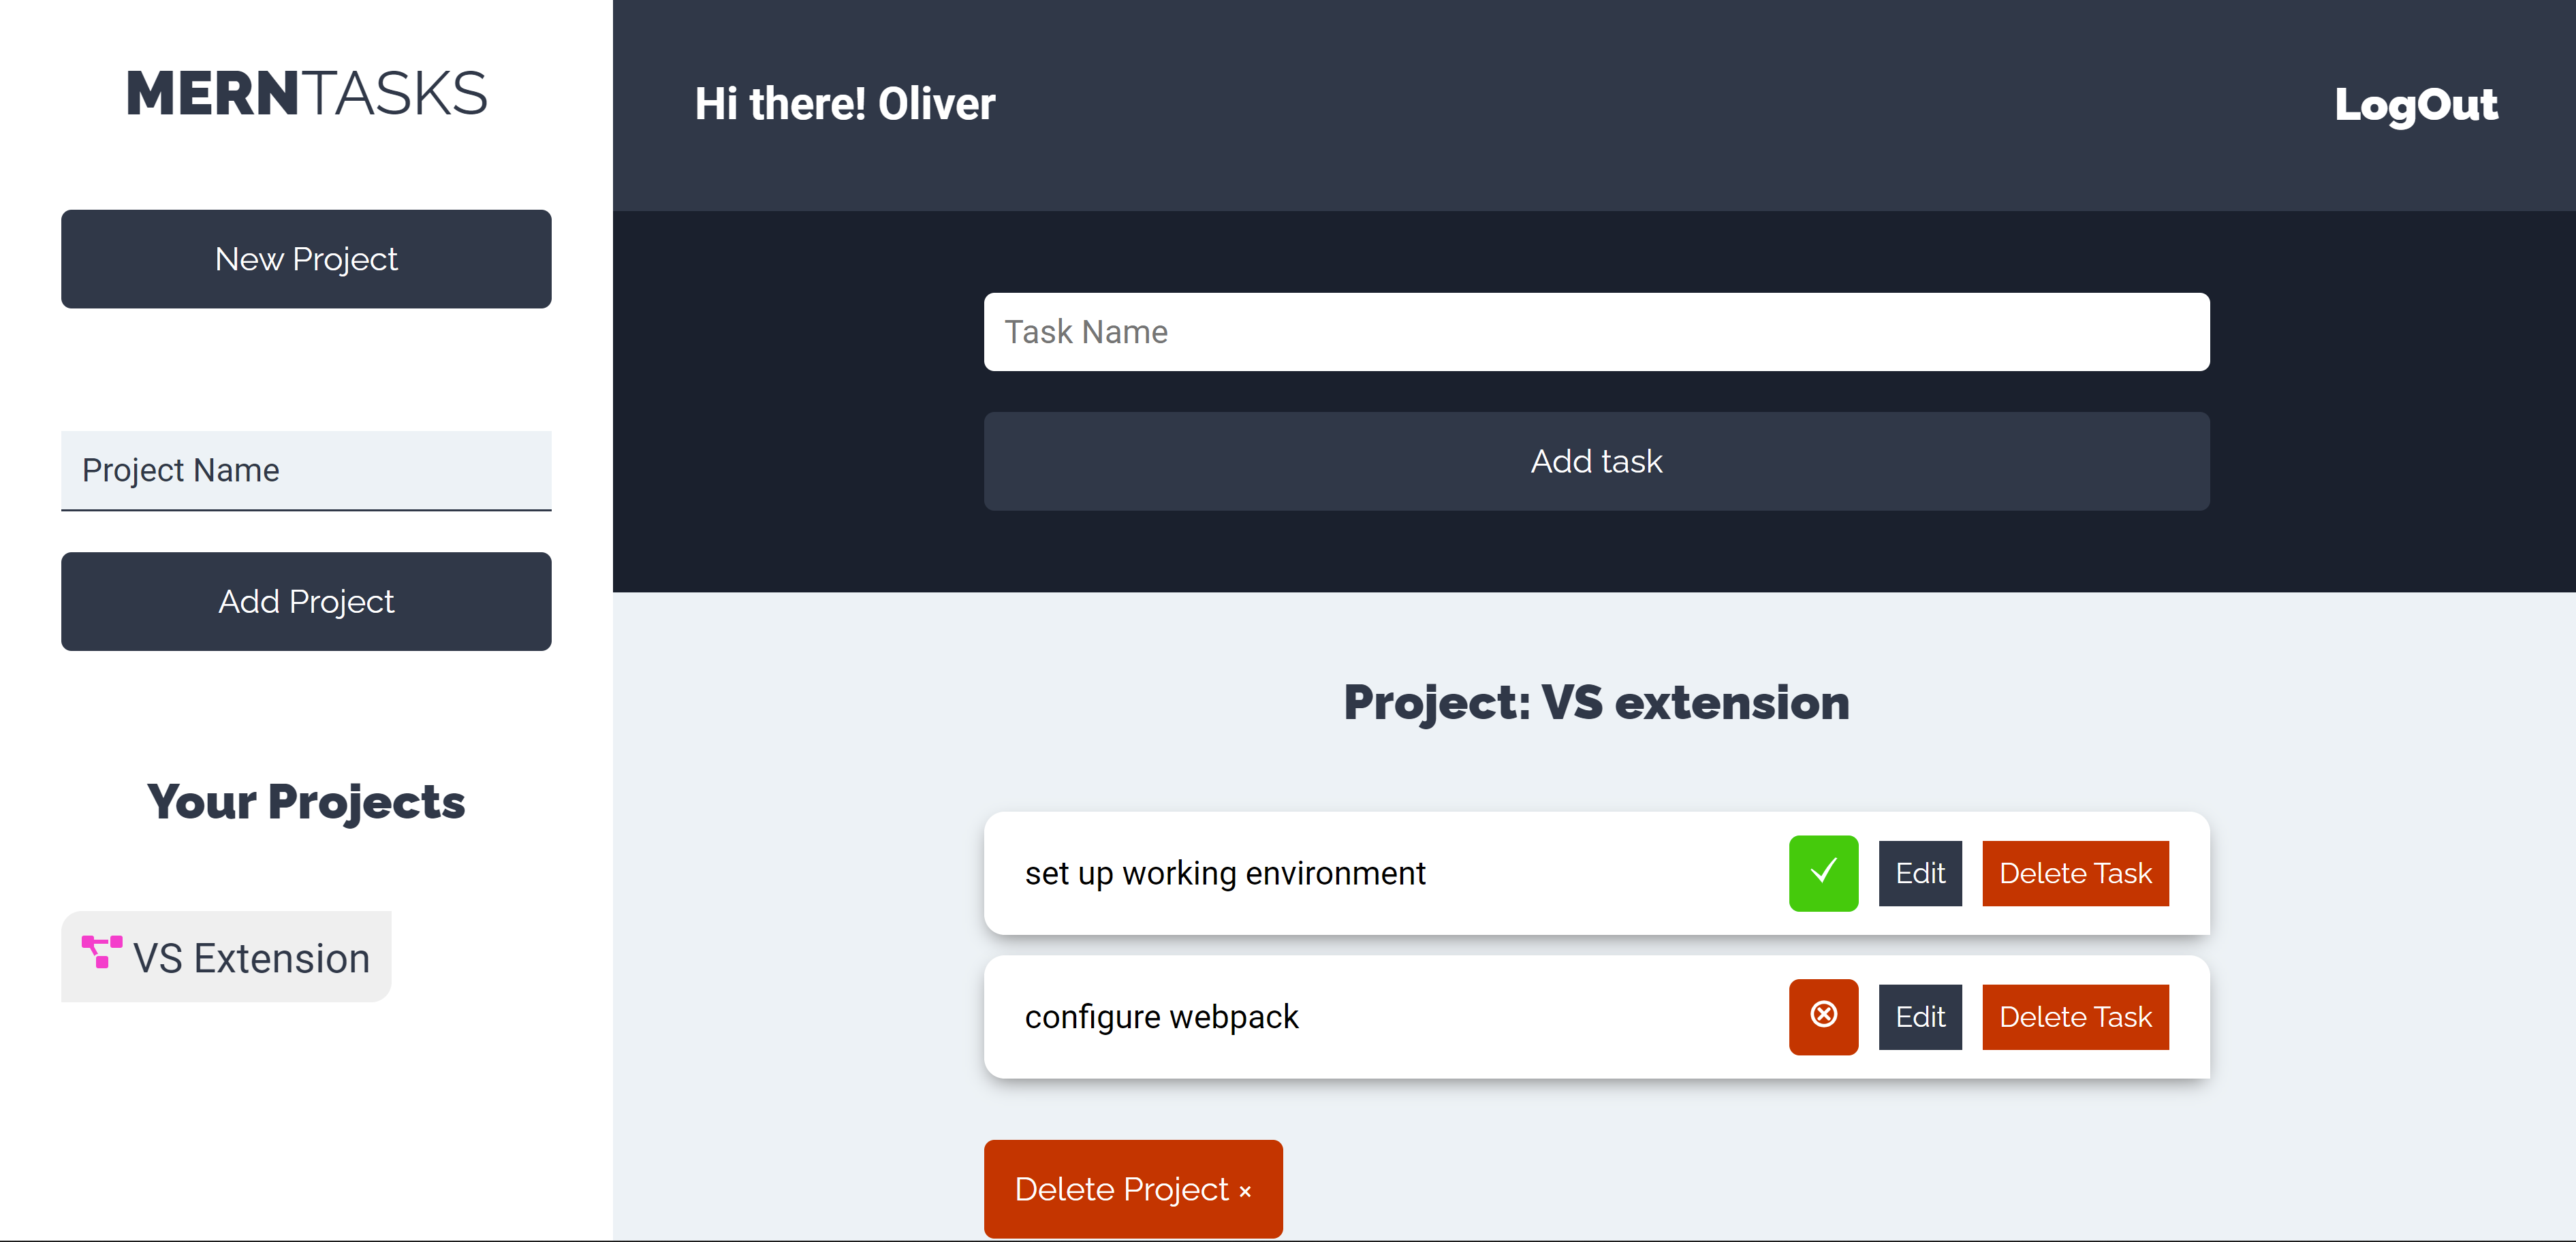 MERNTASKS
New Project
Project Name
Add Project
Your Projects
VS Extension
Hi there! Oliver
LogOut
Task Name
Add task
Project: VS extension
set up working environment
Edit
Delete Task
configure webpack
Edit
Delete Task
Delete Project ×